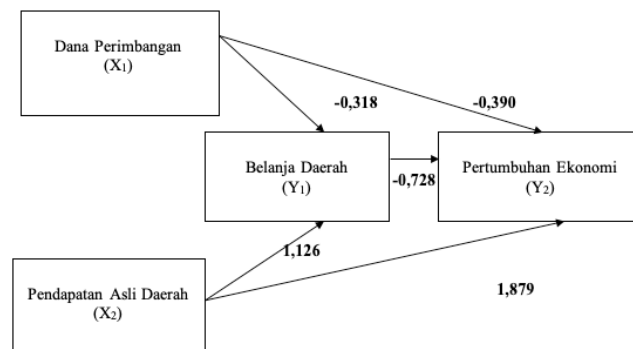 Dana Perimbangan
(X₁)
-0,318
-0,390
Belanja Daerah
(Y₁)
-0,728
Pertumbuhan Ekonomi
(Y₂)
1,126
Pendapatan Asli Daerah
(X₂)
1,879